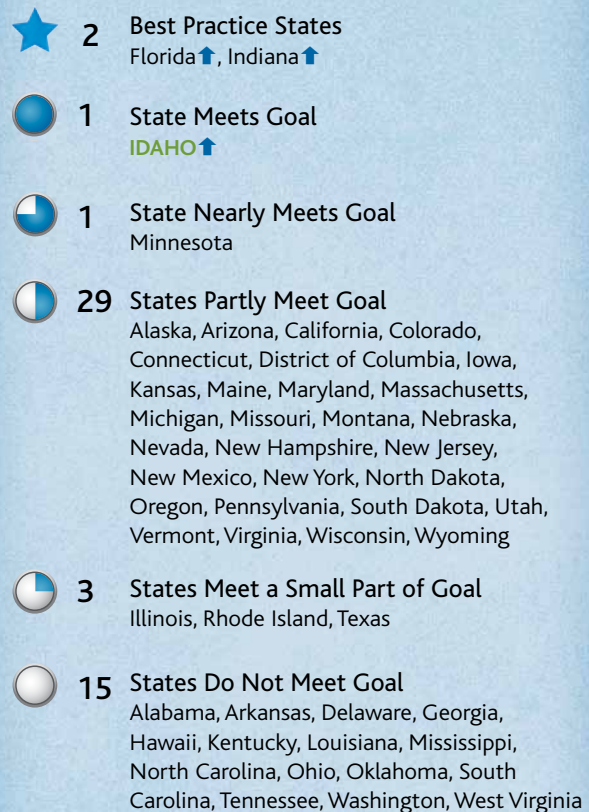 2 Best Practice States
Florida⬆, Indiana⬆
1 State Meets Goal
IDAHO⬆
1 State Nearly Meets Goal
Minnesota
29 States Partly Meet Goal
Alaska, Arizona, California, Colorado,
Connecticut, District of Columbia, Iowa,
Kansas, Maine, Maryland, Massachusetts,
Michigan, Missouri, Montana, Nebraska,
Nevada, New Hampshire, New Jersey,
New Mexico, New York, North Dakota,
Oregon, Pennsylvania, South Dakota, Utah,
Vermont, Virginia, Wisconsin, Wyoming
3 States Meet a Small Part of Goal
Illinois, Rhode Island, Texas
15 States Do Not Meet Goal
Alabama, Arkansas, Delaware, Georgia,
Hawaii, Kentucky, Louisiana, Mississippi,
North Carolina, Ohio, Oklahoma, South
Carolina, Tennessee, Washington, West Virginia